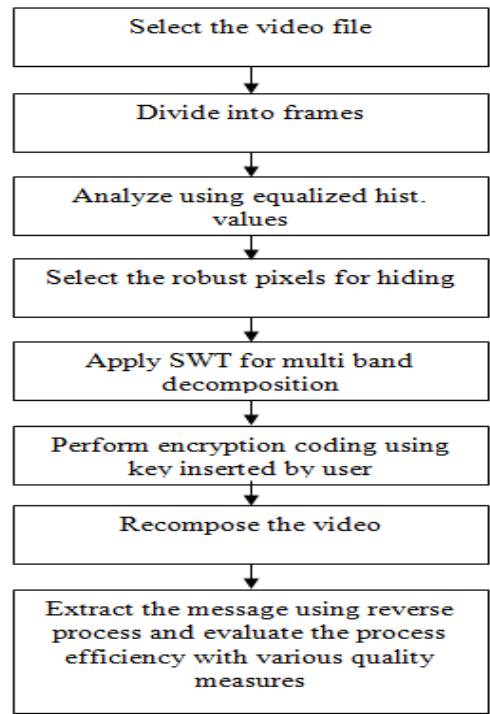 Select the video file
Divide into frames
Analyze using equalized hist.
values
Select the robust pixels for hiding
Apply SWT for multi band
decomposition
Perform encryption coding using
key inserted by user
Recompose the video
Extract the message using reverse
process and evaluate the process
efficiency with various quality
measures